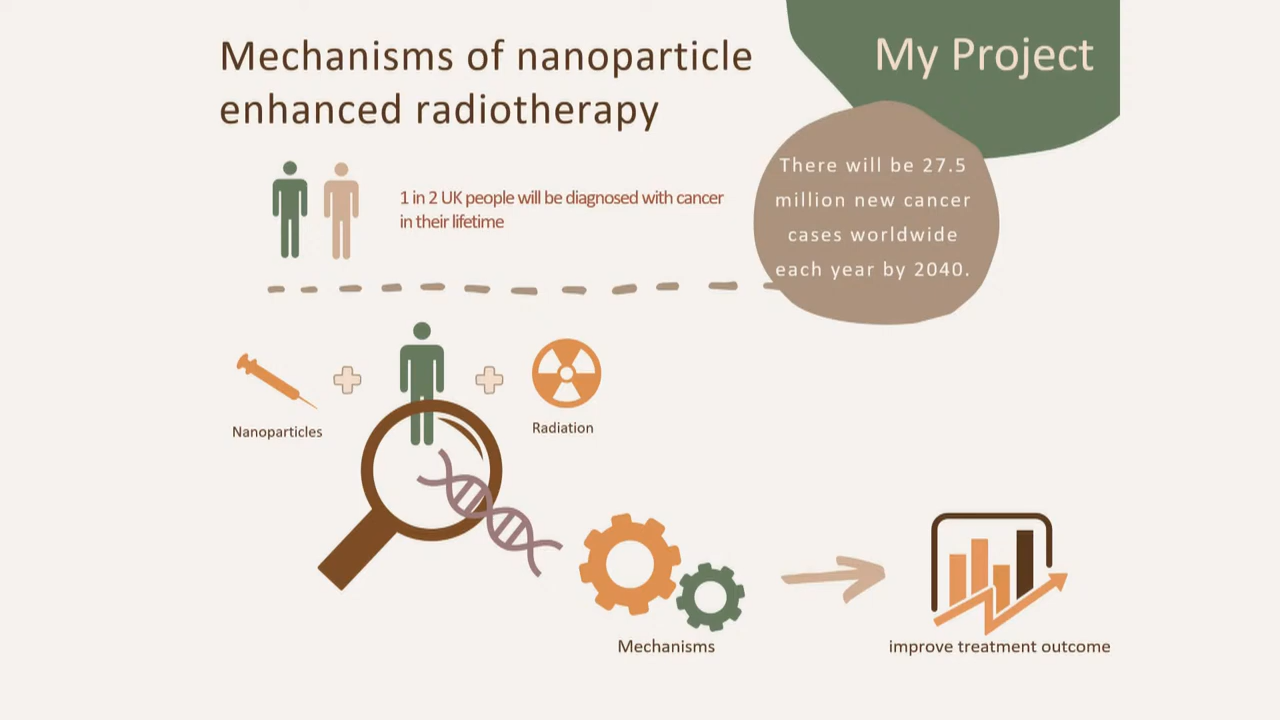 Mechanisms of nanoparticle
enhanced radiotherapy
My Project
1 in 2 UK people will be diagnosed with cancer
in their lifetime
There will be 27.5
million new cancer
cases worldwide
each year by 2040.
Nanoparticles
Radiation
Mechanisms
improve treatment outcome